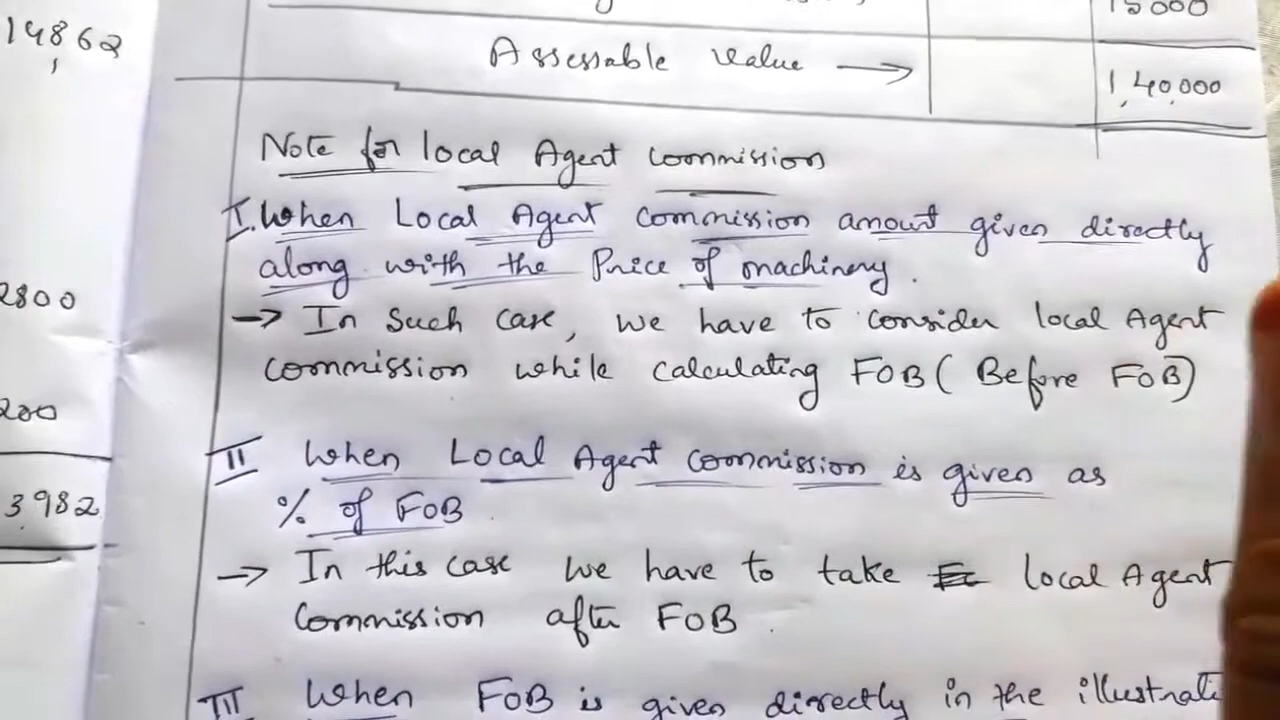 14862
15000
Assessable value →
1,40,000
Note for local Agent commission
I. When Local Agent commission amount given directly
along with the Price of machinery.
→ In Such case, we have to consider local Agent
commission while calculating FOB (Before FOB)
2800
200
3982
II When Local Agent commission is given as
% of FOB
→ In this case we have to take local Agent
Commission after FOB.
III When FOB is given directly in the